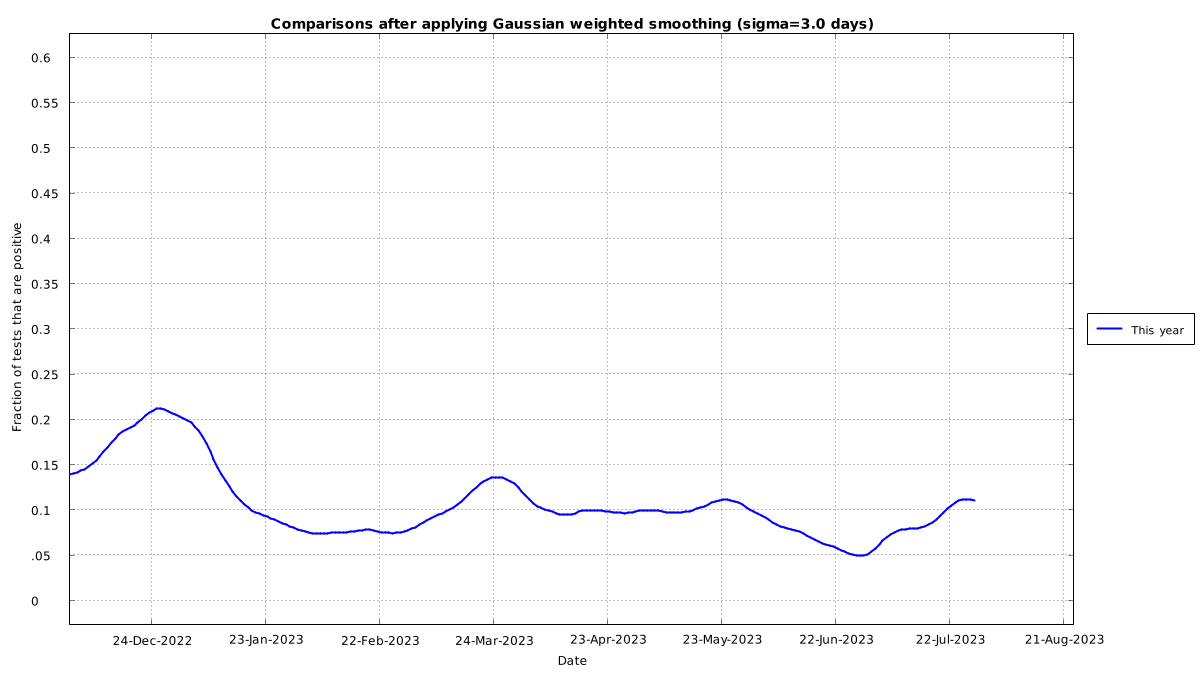 Comparisons after applying Gaussian weighted smoothing (sigma=3.0 days)
0.6
0.55
0.5
0.45
0.4
0.35
0.3
0.25
0.2
0.15
0.1
.05
0
Fraction of tests that are positive
This year
24-Dec-2022 23-Jan-2023 22-Feb-2023 24-Mar-2023 23-Apr-2023 23-May-2023 22-Jun-2023 22-Jul-2023 21-Aug-2023
Date